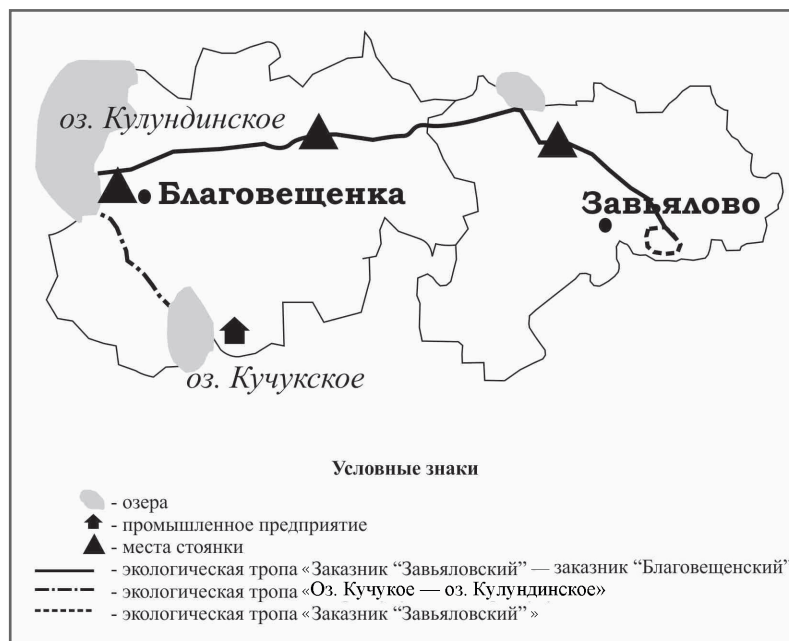 оз. Кулундинское
Благовещенка
Завьялово
оз. Кучукское
Условные знаки
- озера
- промышленное предприятие
- места стоянки
- экологическая тропа «Заказник “Завьяловский” — заказник “Благовещенский”
- экологическая тропа «Оз. Кучукое — оз. Кулундинское»
- экологическая тропа «Заказник “Завьяловский” »